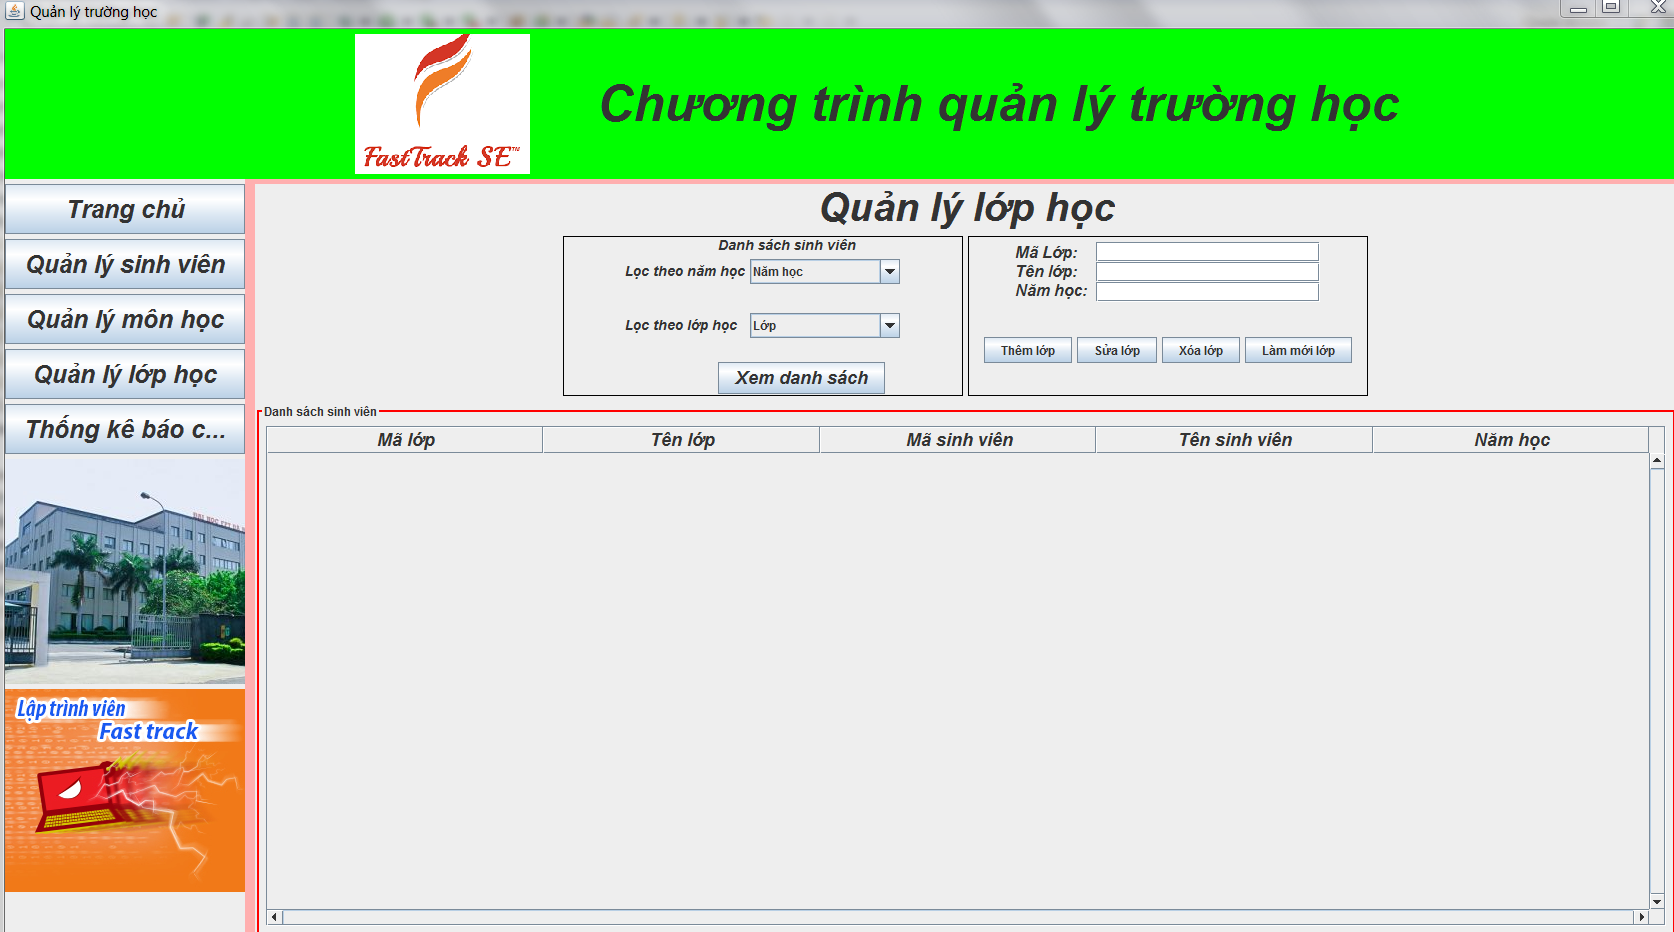 Quản lý trường học
FastTrack SE™
Chương trình quản lý trường học
Trang chủ
Quản lý sinh viên
Quản lý môn học
Quản lý lớp học
Thống kê báo c...
Lập trình viên
Fast track
Quản lý lớp học
Danh sách sinh viên
Lọc theo năm học Năm học
Lọc theo lớp học Lớp
Xem danh sách
Mã Lớp:
Tên lớp:
Năm học:
Thêm lớp Sửa lớp Xóa lớp Làm mới lớp
Danh sách sinh viên
Mã lớp Tên lớp Mã sinh viên Tên sinh viên Năm học